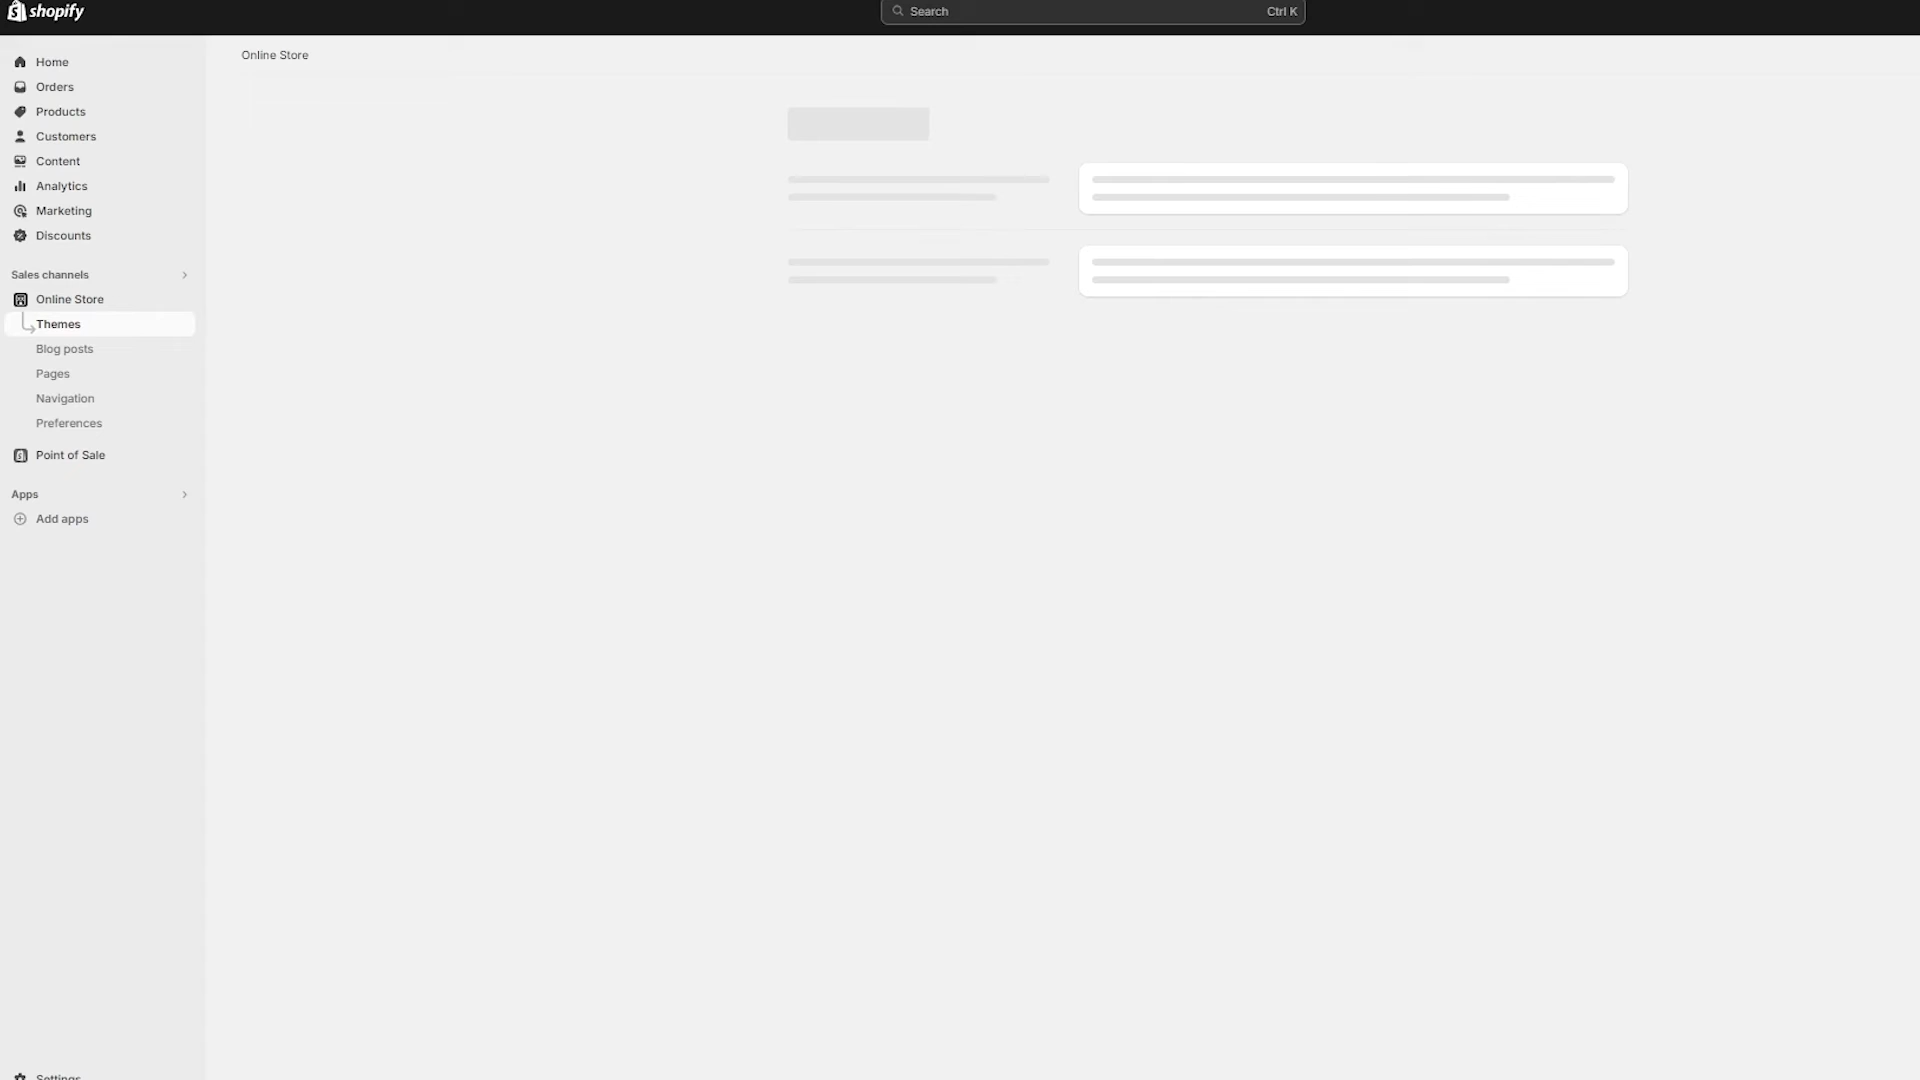 shopify
Search Ctrl K
Online Store
Home
Orders
Products
Customers
Content
Analytics
Marketing
Discounts
Sales channels
Online Store
Themes
Blog posts
Pages
Navigation
Preferences
Point of Sale
Apps
Add apps
Settings